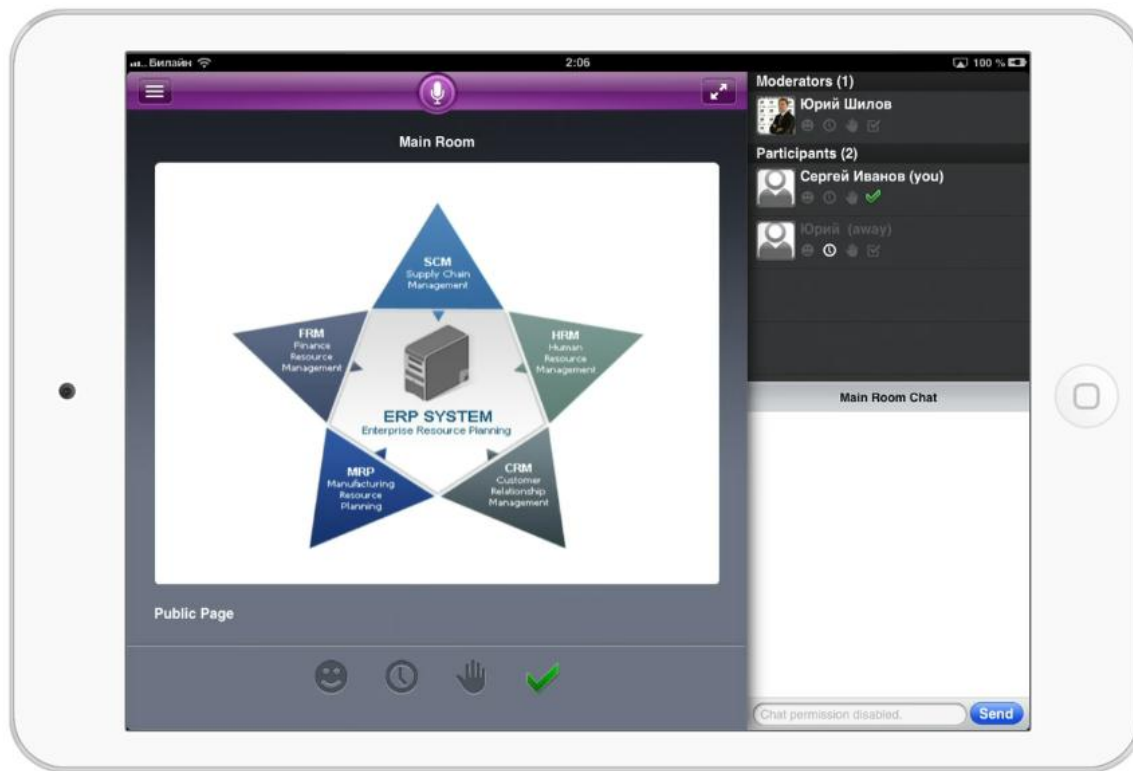 Билайн
2:06
100 %
Main Room
SCM
Supply Chain
Management
FRM
Finance
Resource
Management
HRM
Human
Resource
Management
ERP SYSTEM
Enterprise Resource Planning
MRP
Manufacturing
Resource
Planning
CRM
Customer
Relationship
Management
Public Page
Moderators (1)
Юрий Шилов
Participants (2)
Сергей Иванов (you)
Юрий (away)
Main Room Chat
Chat permission disabled.
Send